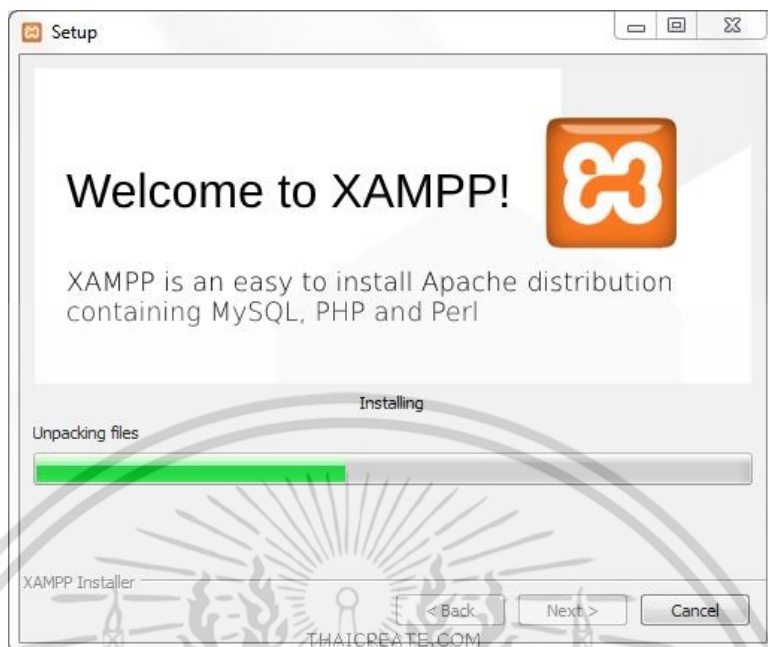 Setup
Welcome to XAMPP!
XAMPP is an easy to install Apache distribution
containing MySQL, PHP and Perl
Installing
Unpacking files
XAMPP Installer
< Back
Next >
Cancel
THAICREATE.COM